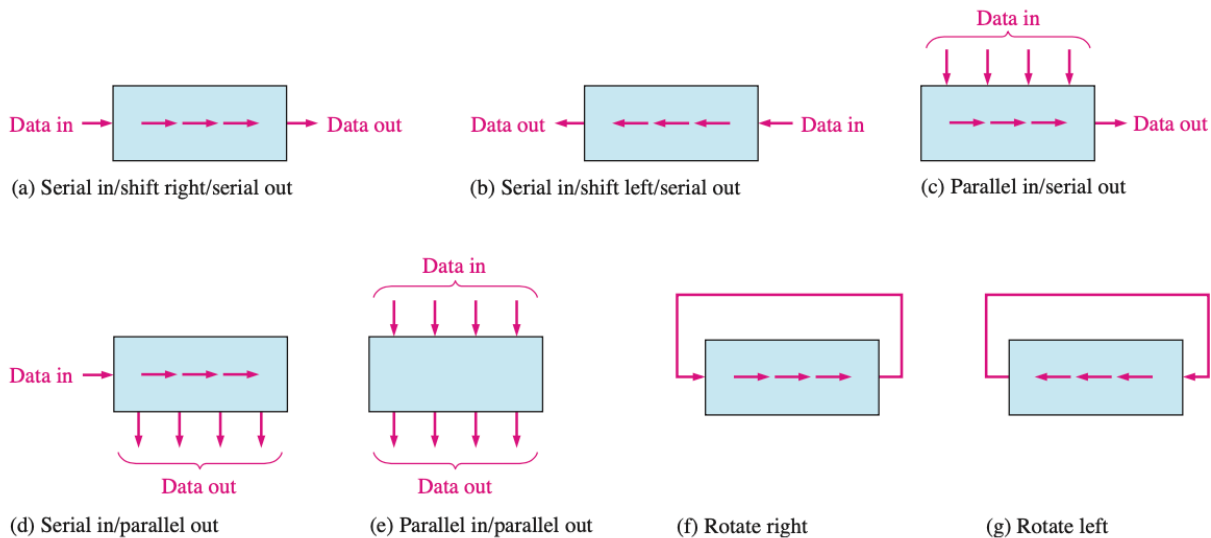 Data in
Data in
Data out
Data out
Data in
Data out
(a) Serial in/shift right/serial out
(b) Serial in/shift left/serial out
(c) Parallel in/serial out
Data in
Data in
Data out
Data out
(d) Serial in/parallel out
(e) Parallel in/parallel out
(f) Rotate right
(g) Rotate left